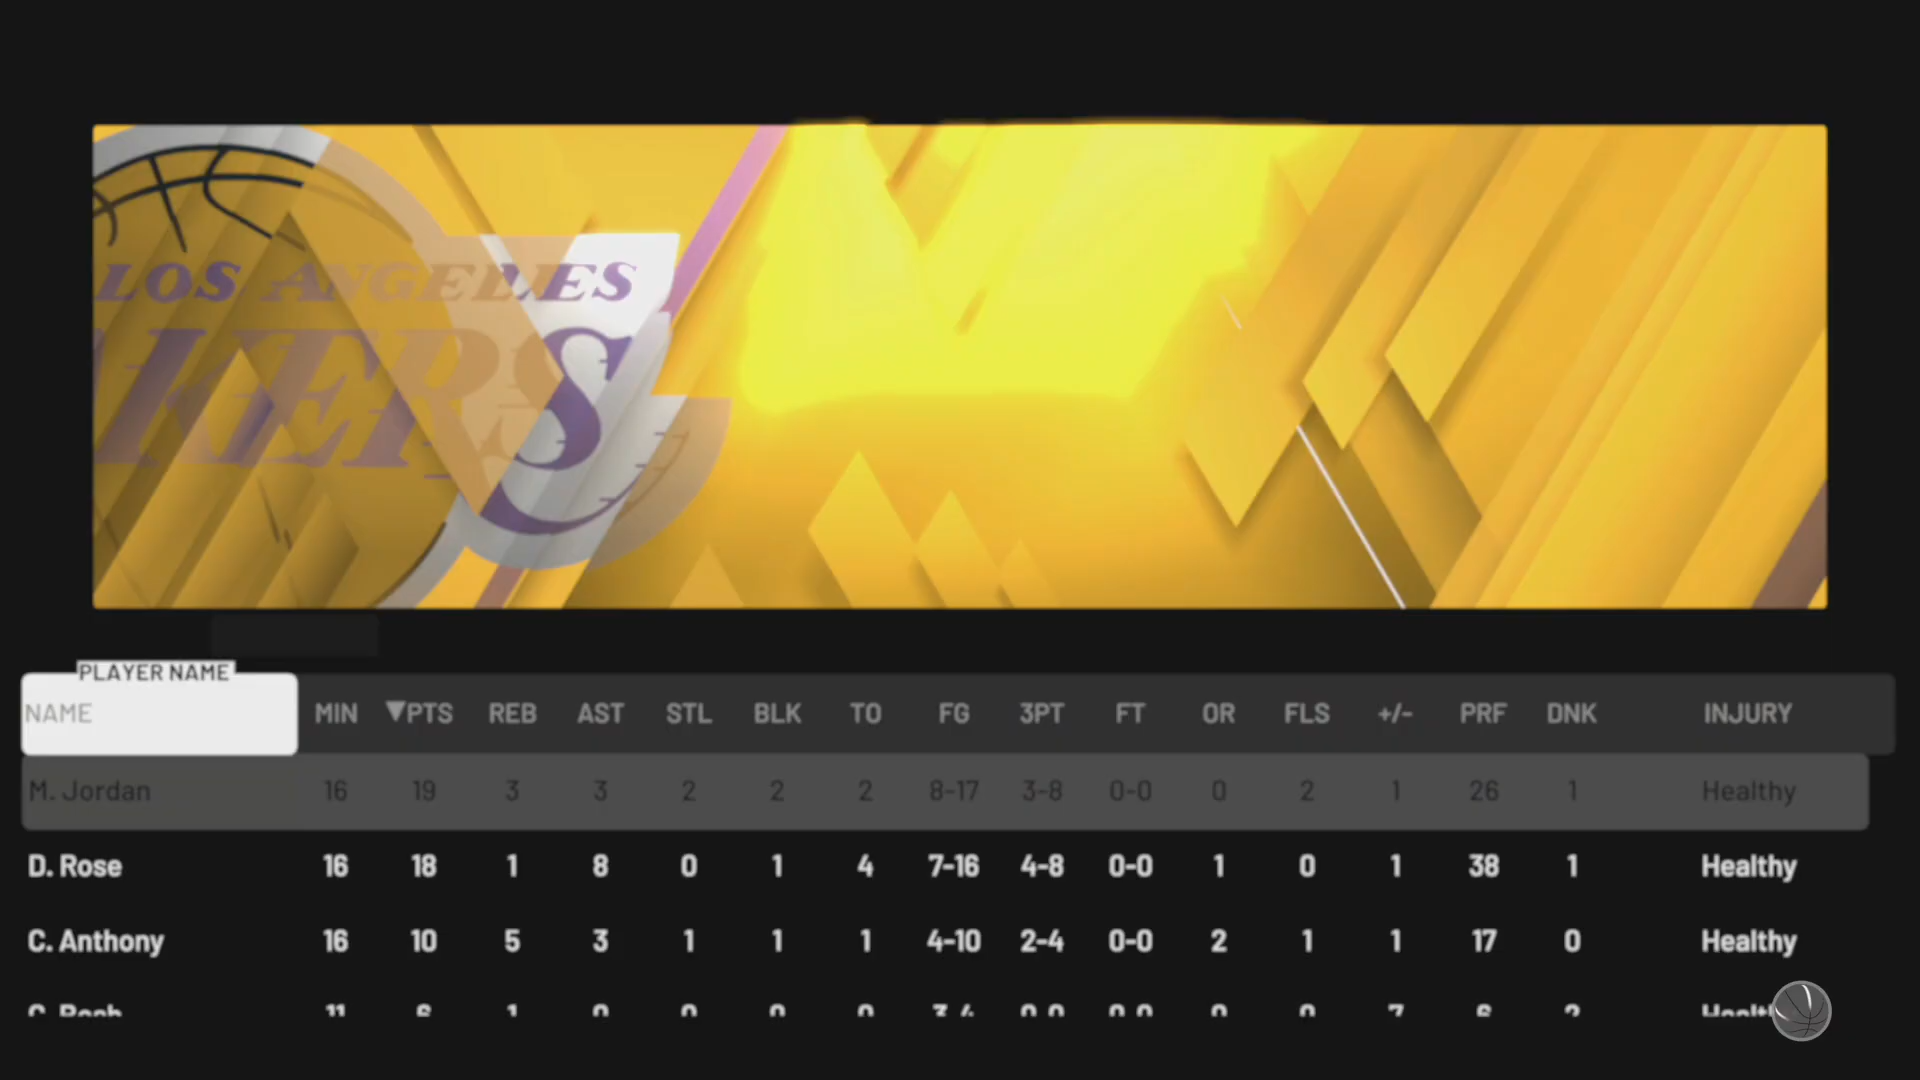 LOS ANGELES
KERS
PLAYER NAME
NAME MIN ▼PTS REB AST STL BLK TO FG 3PT FT OR FLS +/- PRF DNK INJURY
M. Jordan 16 19 3 3 2 2 2 8-17 3-8 0-0 0 2 1 26 1 Healthy
D. Rose 16 18 1 8 0 1 4 7-16 4-8 0-0 1 0 1 38 1 Healthy
C. Anthony 16 10 5 3 1 1 1 4-10 2-4 0-0 2 1 1 17 0 Healthy
11 1